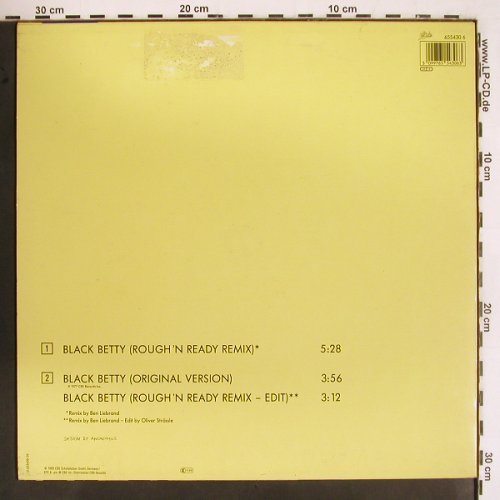 30 cm 20 cm 10 cm
Epic 655430 6
www.LP-CD.de
10 cm
20 cm
30 cm
1 BLACK BETTY (ROUGH'N READY REMIX)* 5:28
2 BLACK BETTY (ORIGINAL VERSION) 3:56
BLACK BETTY (ROUGH'N READY REMIX – EDIT)** 3:12
*Remix by Ben Liebrand
**Remix by Ben Liebrand – Edit by Oliver Strösle